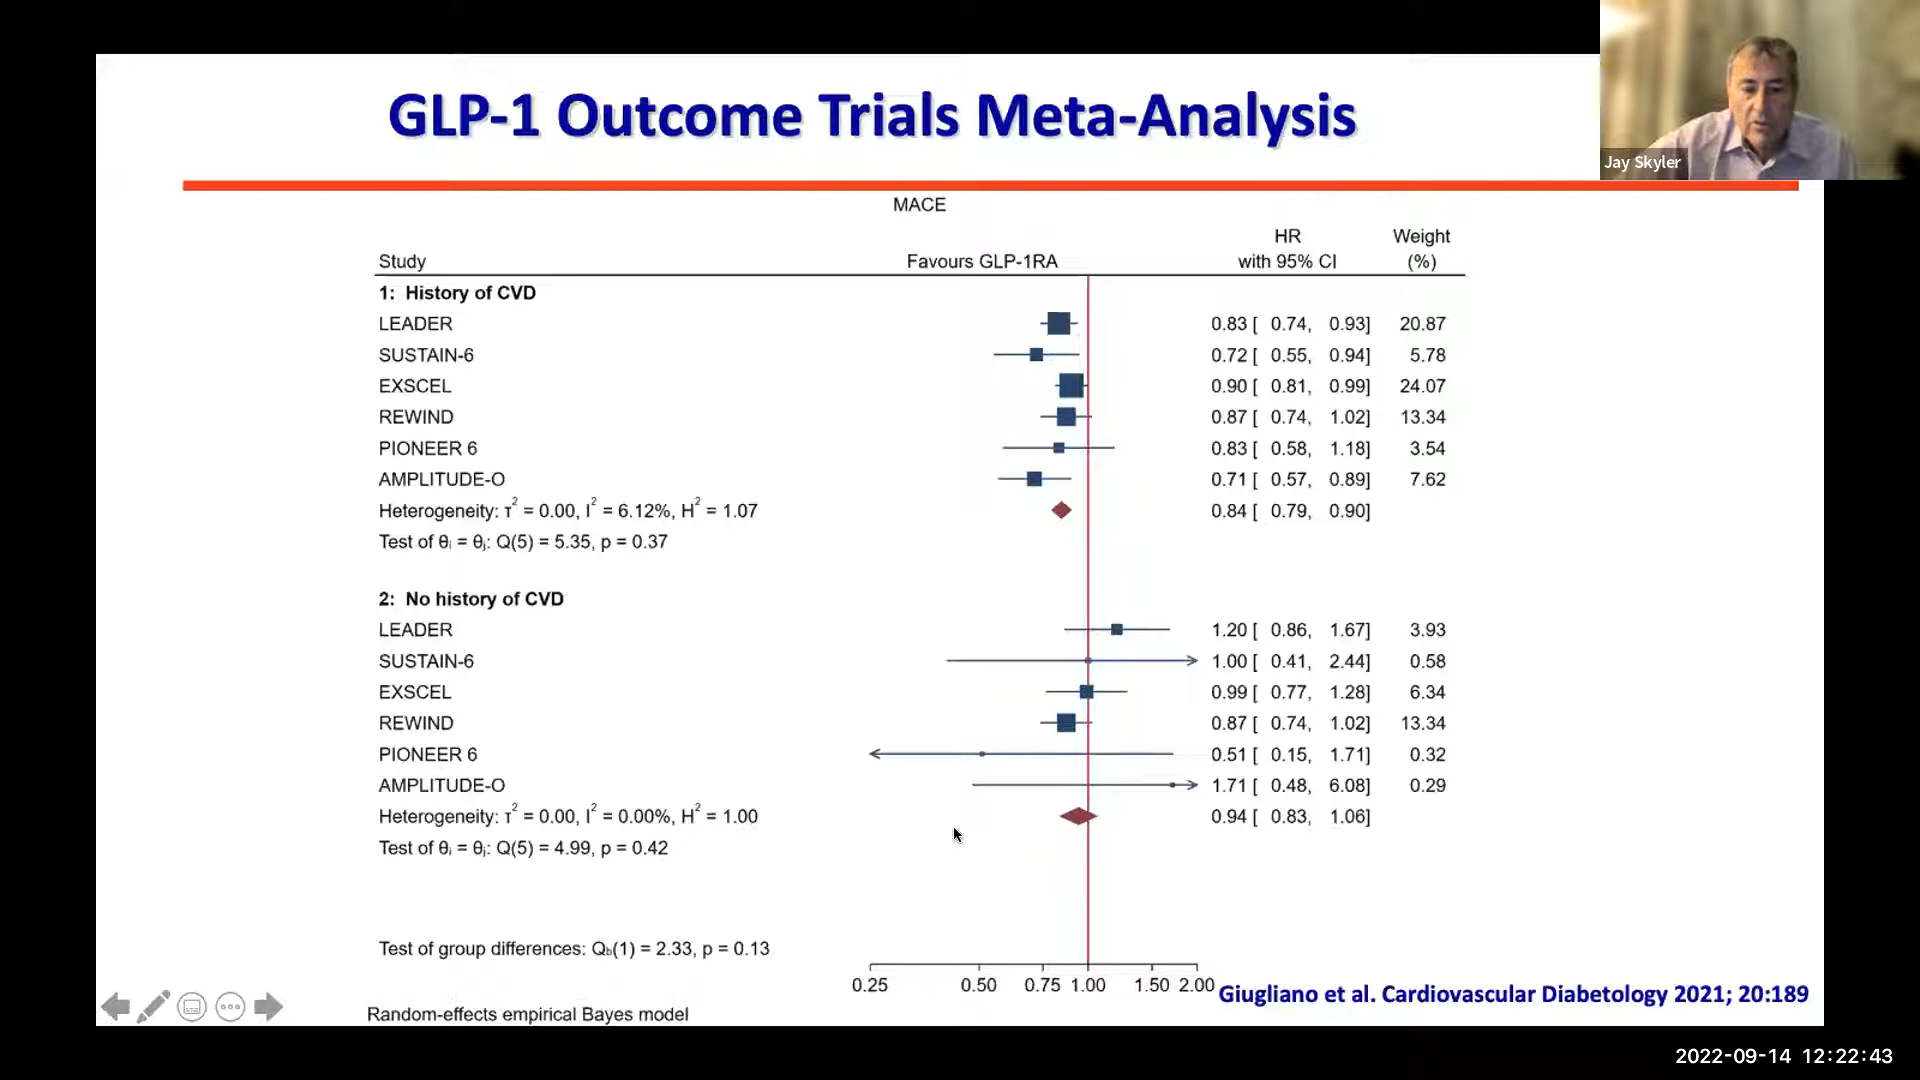 GLP-1 Outcome Trials Meta-Analysis
Jay Skyler
MACE
HR
Weight
Study
Favours GLP-1RA
with 95% CI
(%)
1: History of CVD
LEADER 0.83 [ 0.74, 0.93] 20.87
SUSTAIN-6 0.72 [ 0.55, 0.94] 5.78
EXSCEL 0.90 [ 0.81, 0.99] 24.07
REWIND 0.87 [ 0.74, 1.02] 13.34
PIONEER 6 0.83 [ 0.58, 1.18] 3.54
AMPLITUDE-O 0.71 [ 0.57, 0.89] 7.62
Heterogeneity: τ² = 0.00, I² = 6.12%, H² = 1.07 0.84 [ 0.79, 0.90]
Test of θᵢ = θⱼ: Q(5) = 5.35, p = 0.37
2: No history of CVD
LEADER 1.20 [ 0.86, 1.67] 3.93
SUSTAIN-6 1.00 [ 0.41, 2.44] 0.58
EXSCEL 0.99 [ 0.77, 1.28] 6.34
REWIND 0.87 [ 0.74, 1.02] 13.34
PIONEER 6 0.51 [ 0.15, 1.71] 0.32
AMPLITUDE-O 1.71 [ 0.48, 6.08] 0.29
Heterogeneity: τ² = 0.00, I² = 0.00%, H² = 1.00 0.94 [ 0.83, 1.06]
Test of θᵢ = θⱼ: Q(5) = 4.99, p = 0.42
Test of group differences: Q_b(1) = 2.33, p = 0.13
0.25 0.50 0.75 1.00 1.50 2.00
Giugliano et al. Cardiovascular Diabetology 2021; 20:189
Random-effects empirical Bayes model
2022-09-14 12:22:43